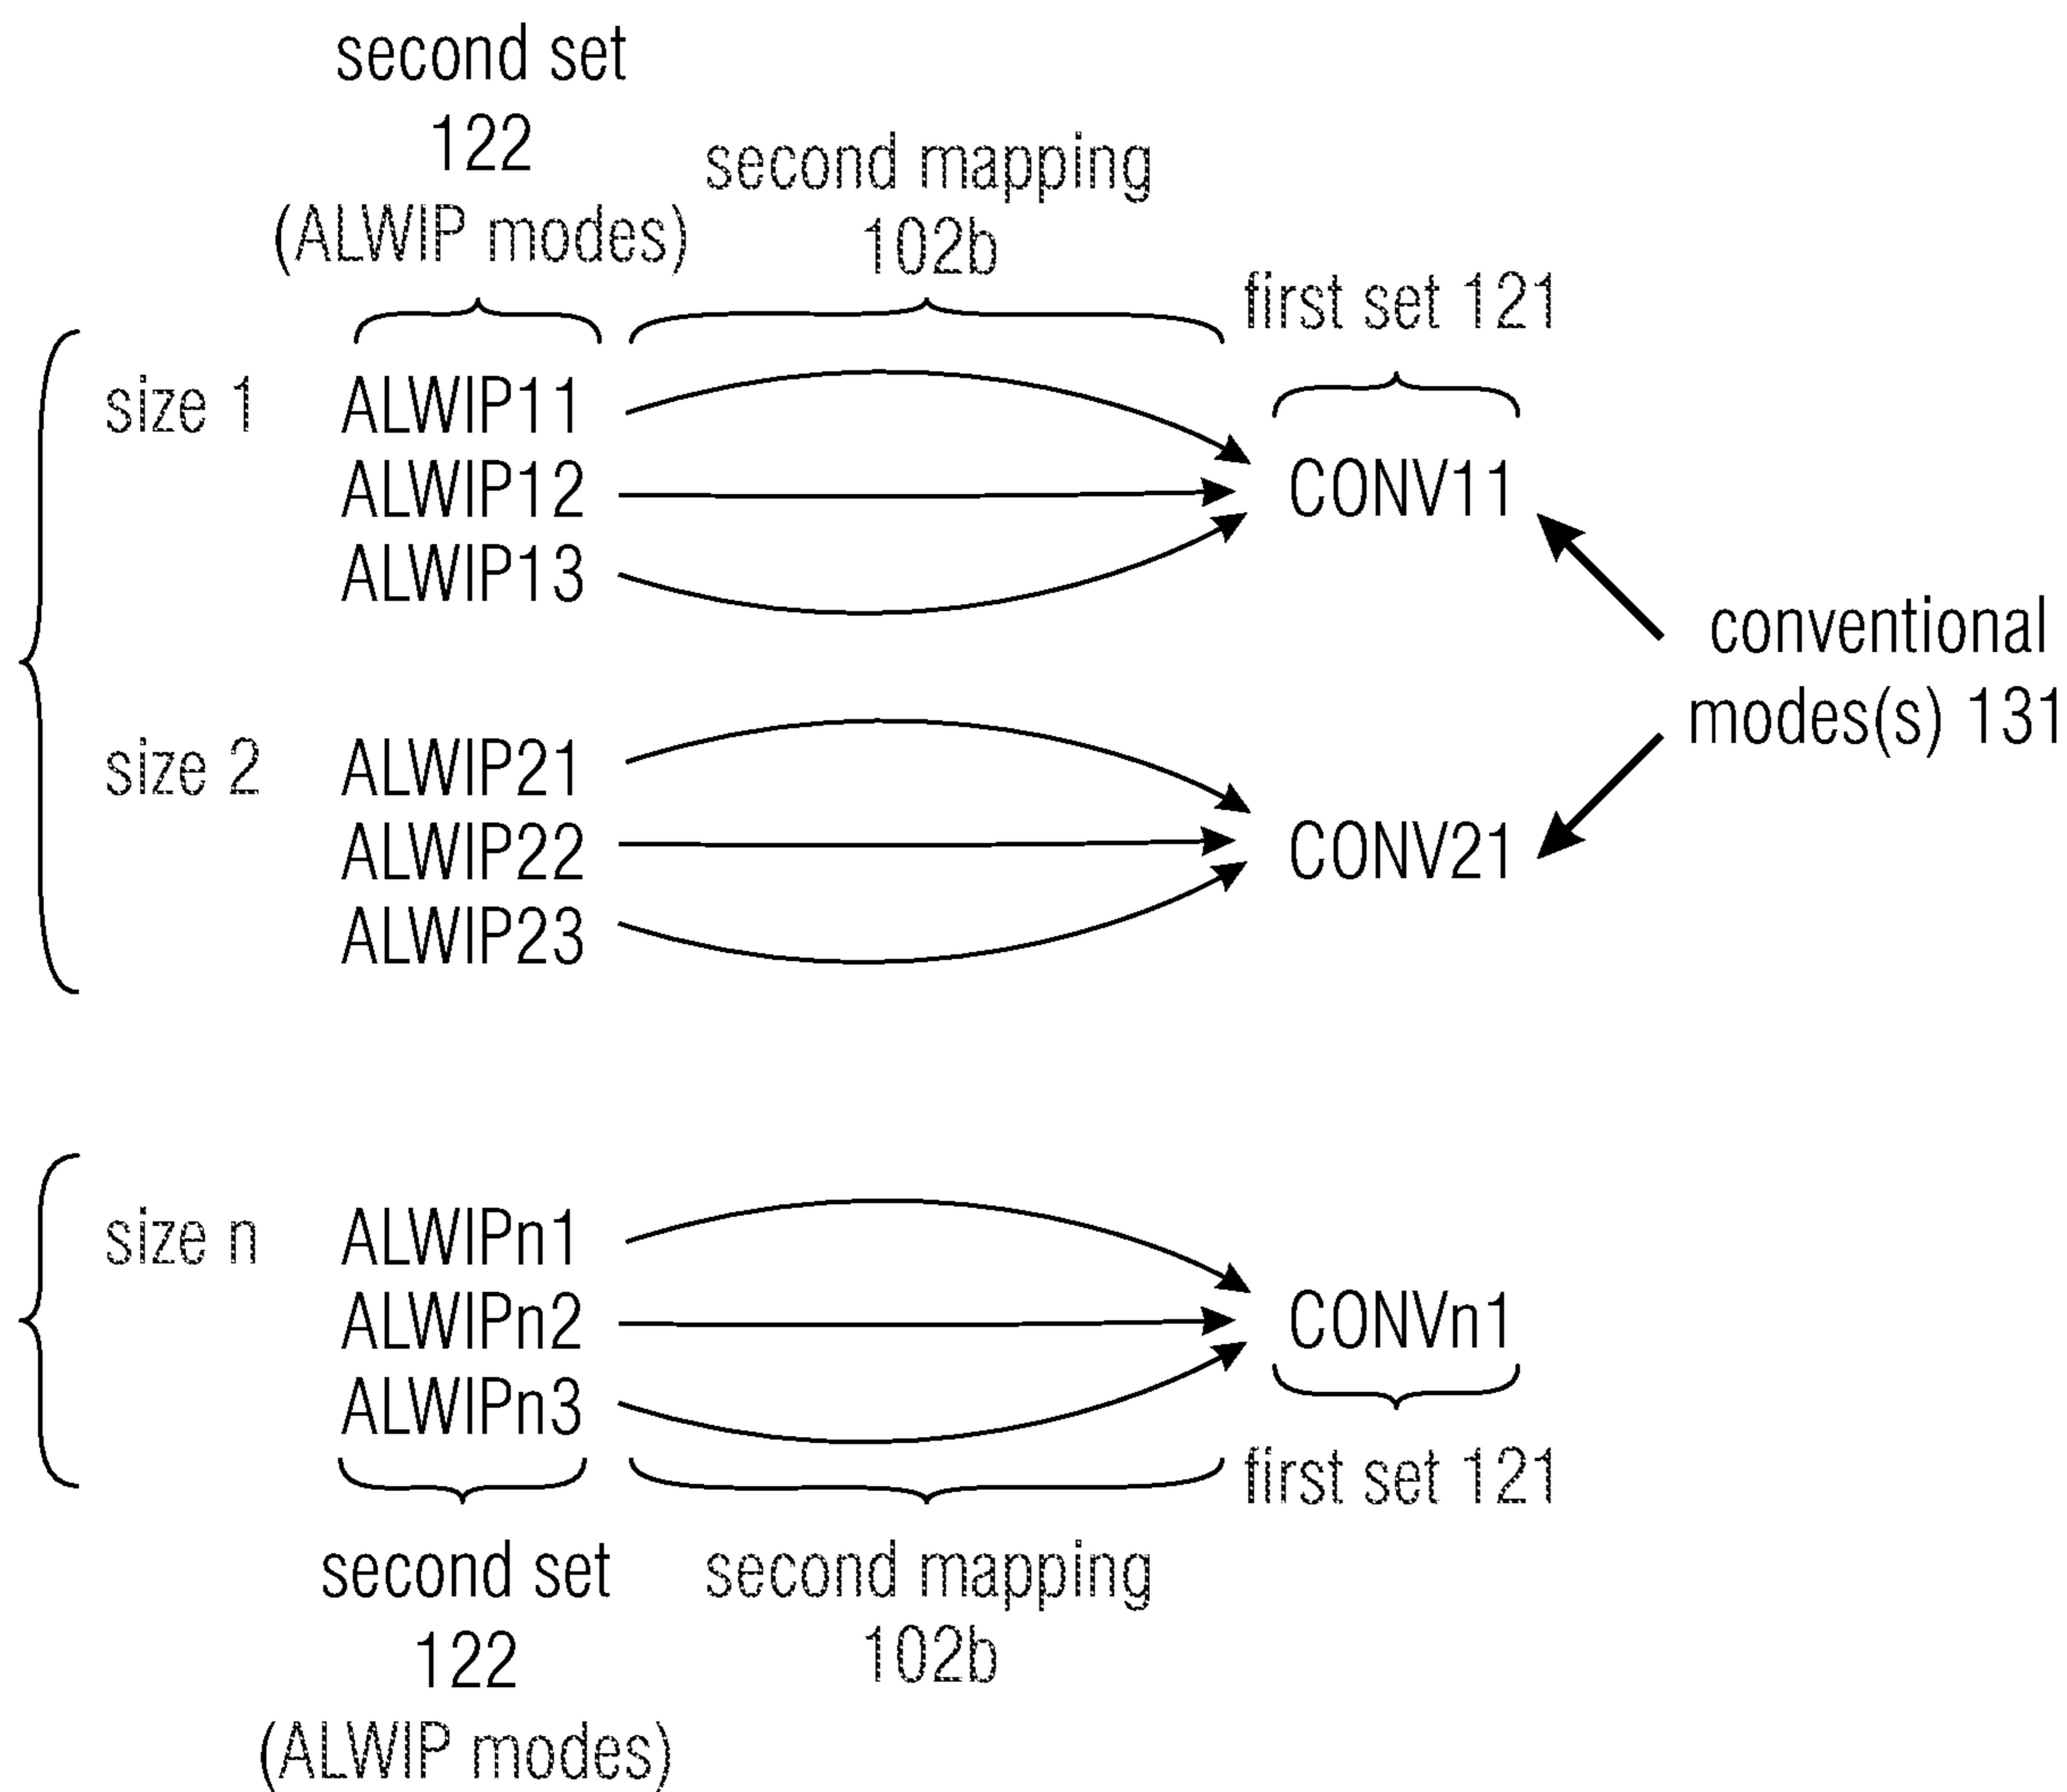 second set
122
(ALWIP modes)
second mapping
102b
first set 121
size 1
ALWIP11
ALWIP12
ALWIP13
CONV11
conventional
modes(s) 131
size 2
ALWIP21
ALWIP22
ALWIP23
CONV21
size n
ALWIPn1
ALWIPn2
ALWIPn3
CONVn1
first set 121
second set
122
(ALWIP modes)
second mapping
102b